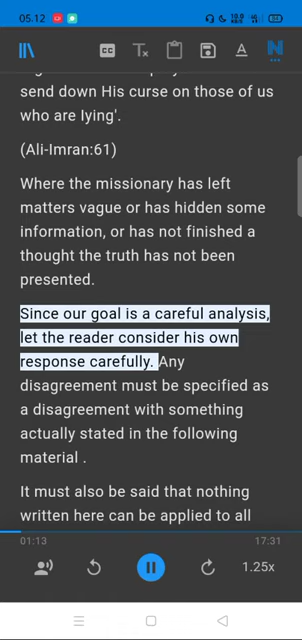 05.12
CC
send down His curse on those of us
who are lying'.
(Ali-Imran:61)
Where the missionary has left
matters vague or has hidden some
information, or has not finished a
thought the truth has not been
presented.
Since our goal is a careful analysis,
let the reader consider his own
response carefully. Any
disagreement must be specified as
a disagreement with something
actually stated in the following
material .
It must also be said that nothing
written here can be applied to all
01:13
17:31
1.25x